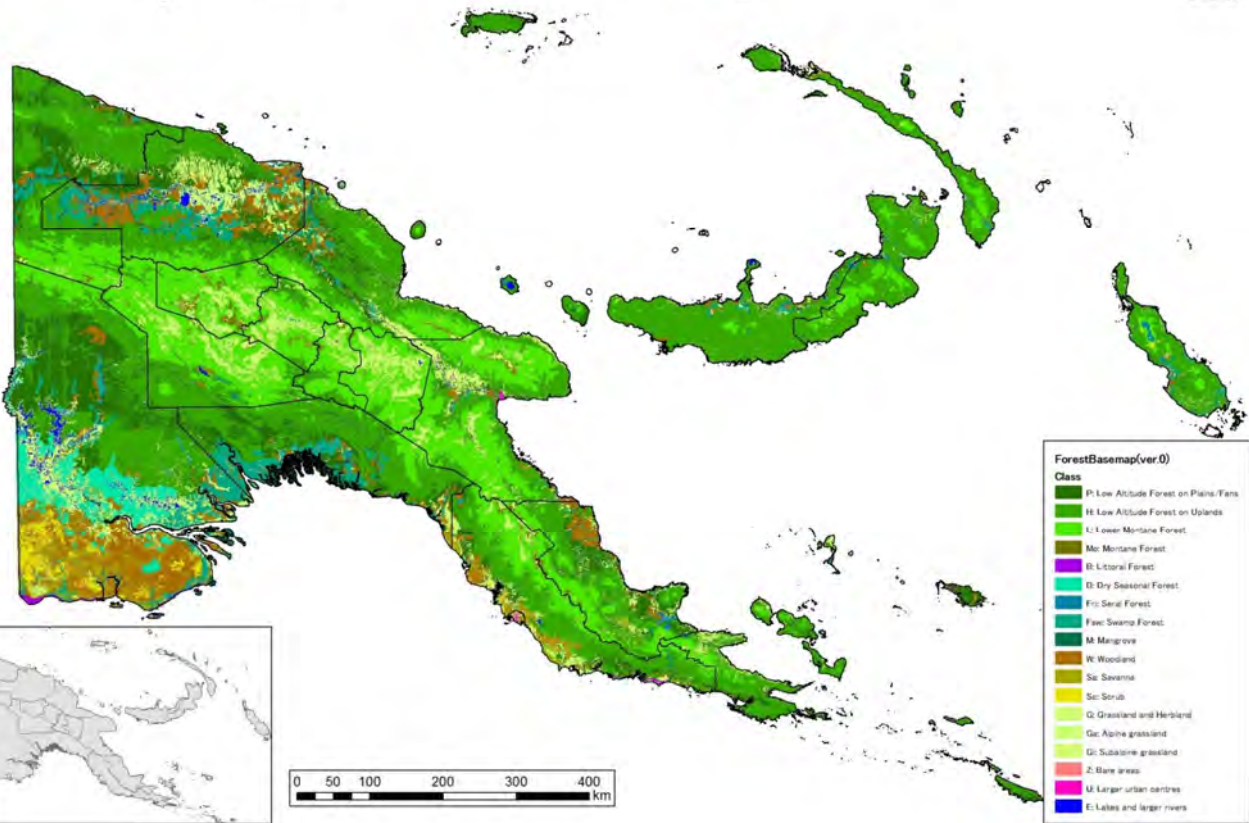 ForestBasemap(ver.0)
Class
P: Low Altitude Forest on Plains/Fans
H: Low Altitude Forest on Uplands
L: Lower Montane Forest
Mo: Montane Forest
B: Littoral Forest
D: Dry Seasonal Forest
Fri: Seral Forest
Fsw: Swamp Forest
M: Mangrove
W: Woodland
Sa: Savanna
Sc: Scrub
G: Grassland and Herbland
Ga: Alpine grassland
Gi: Subalpine grassland
Z: Bare areas
U: Larger urban centres
E: Lakes and larger rivers
0 50 100 200 300 400
km